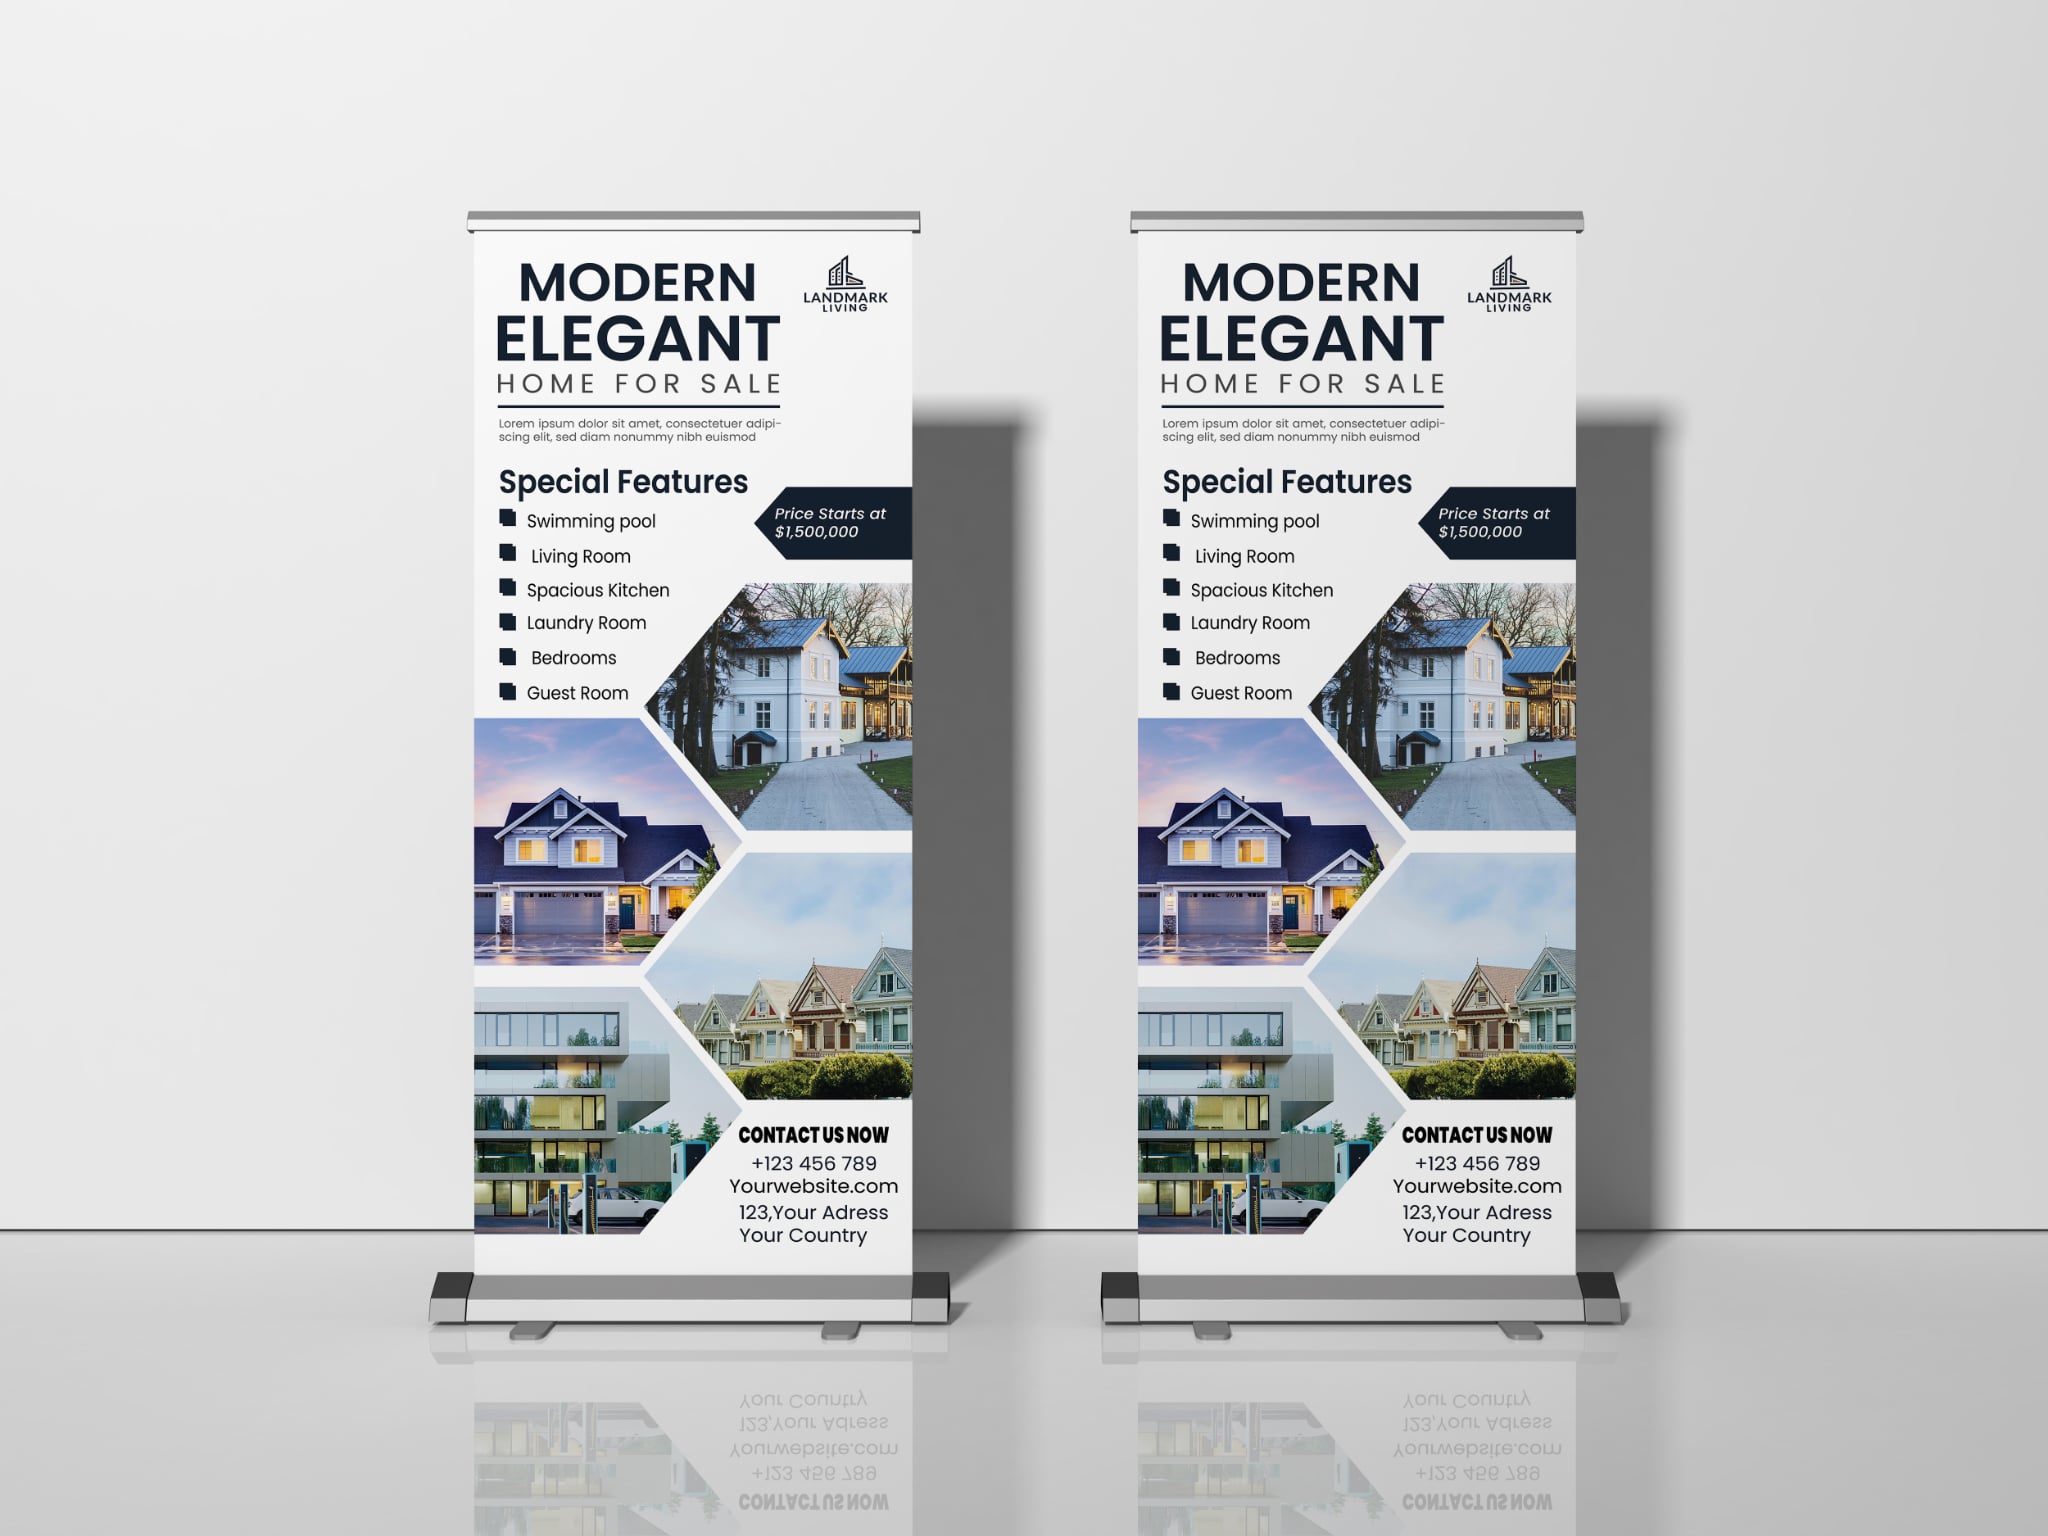 MODERN
ELEGANT
HOME FOR SALE
LANDMARK
LIVING
Lorem ipsum dolor sit amet, consectetuer adipi-
scing elit, sed diam nonummy nibh euismod
Special Features
Swimming pool
Living Room
Spacious Kitchen
Laundry Room
Bedrooms
Guest Room
Price Starts at
$1,500,000
CONTACT US NOW
+123 456 789
Yourwebsite.com
123,Your Adress
Your Country
MODERN
ELEGANT
HOME FOR SALE
LANDMARK
LIVING
Lorem ipsum dolor sit amet, consectetuer adipi-
scing elit, sed diam nonummy nibh euismod
Special Features
Swimming pool
Living Room
Spacious Kitchen
Laundry Room
Bedrooms
Guest Room
Price Starts at
$1,500,000
CONTACT US NOW
+123 456 789
Yourwebsite.com
123,Your Adress
Your Country